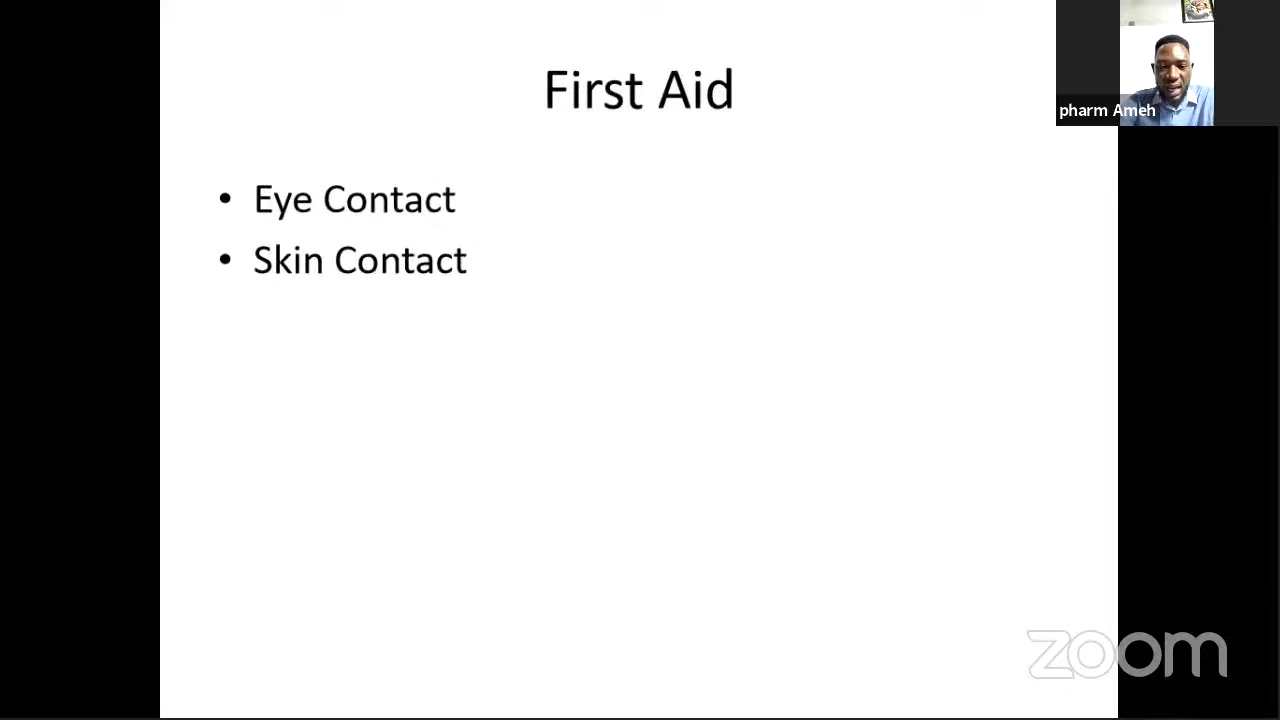 First Aid
pharm Ameh
• Eye Contact
• Skin Contact
zoom